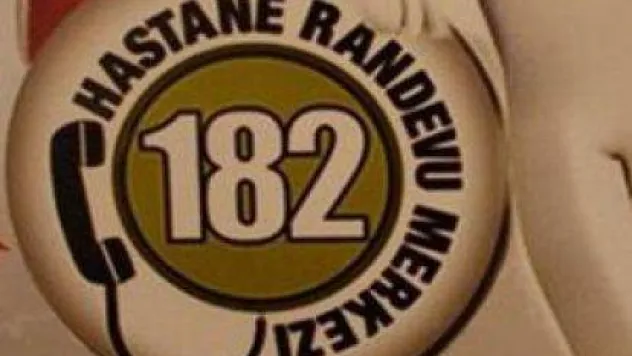 HASTANE RANDEVU MERKEZİ
182